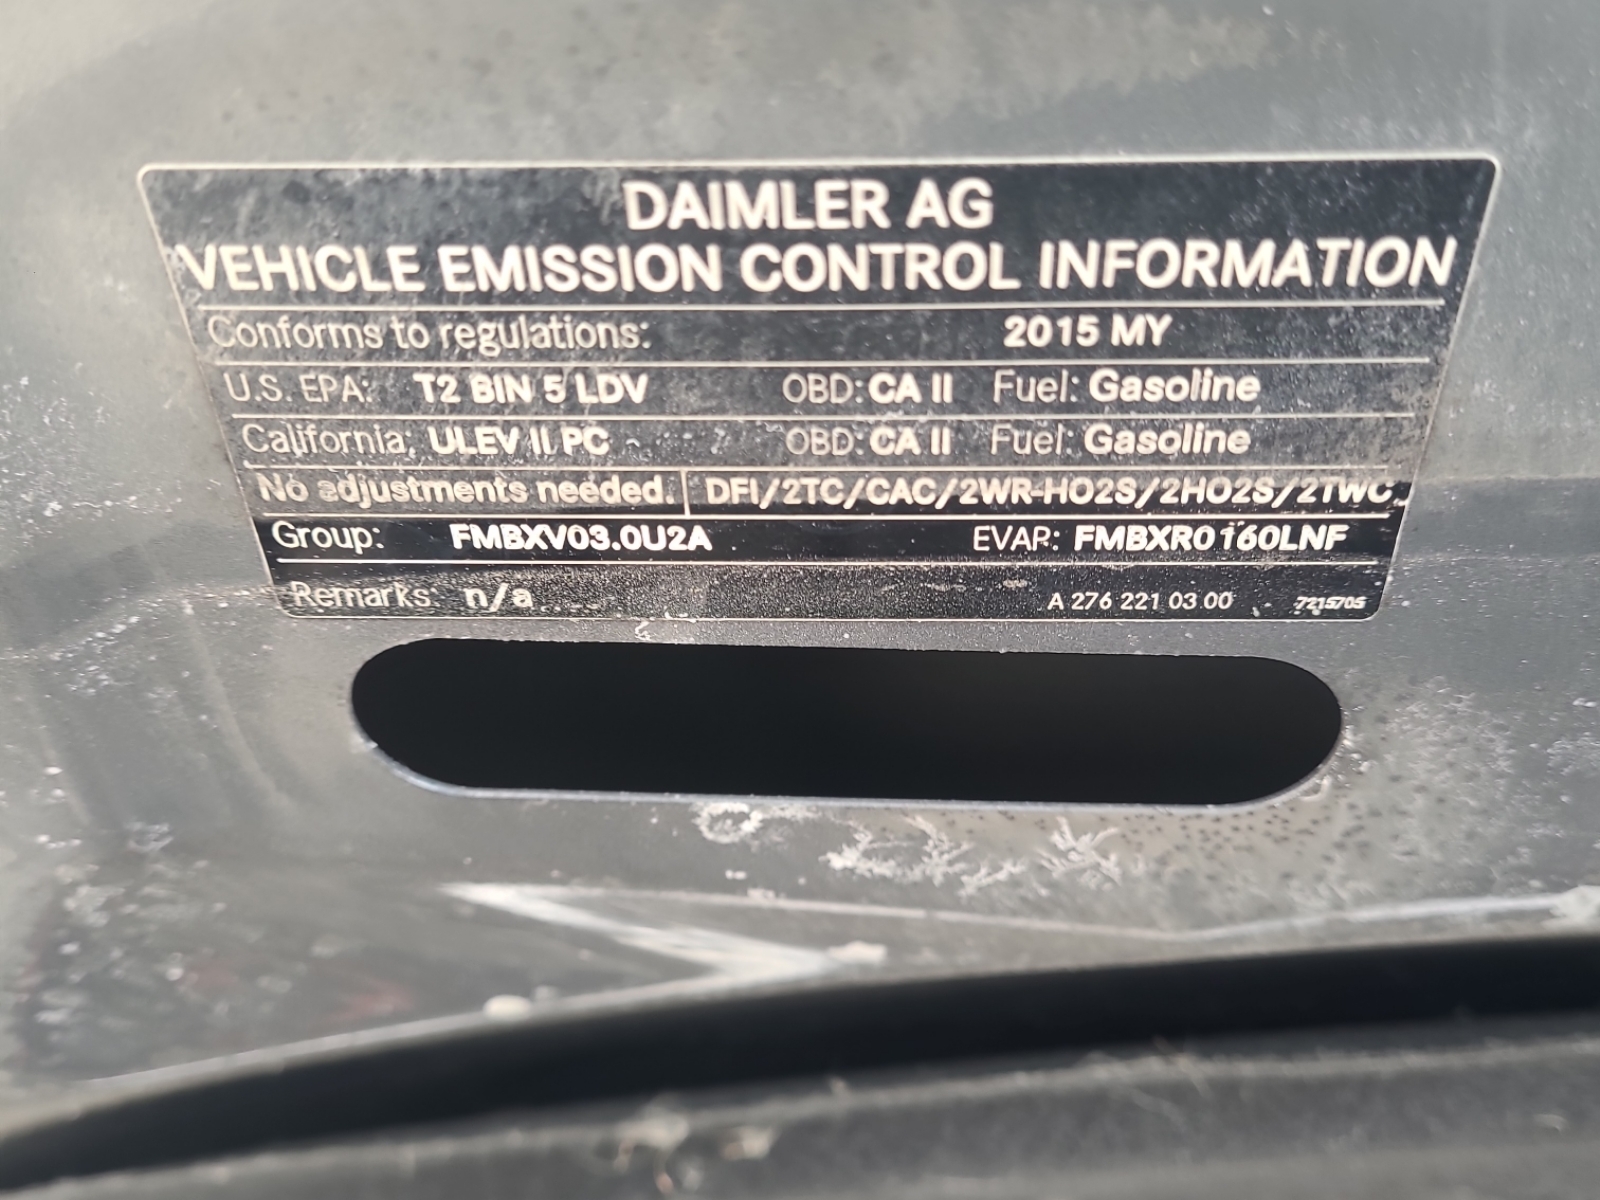 DAIMLER AG
VEHICLE EMISSION CONTROL INFORMATION
Conforms to regulations: 2015 MY
U.S. EPA: T2 BIN 5 LDV OBD: CA II Fuel: Gasoline
California: ULEV II PC OBD: CA II Fuel: Gasoline
No adjustments needed. DFI/2TC/CAC/2WR-HO2S/2HO2S/2TWC
Group: FMBXV03.0U2A EVAP: FMBXR0160LNF
Remarks: n/a A 276 221 03 00 7215705